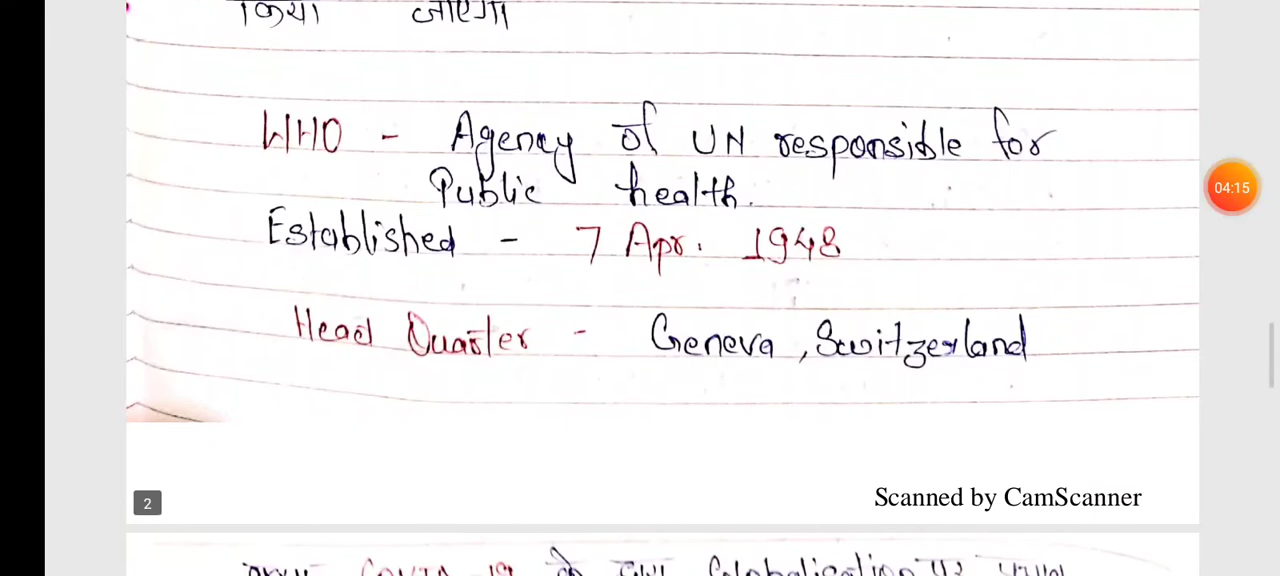 किया जाएगा
WHO - Agency of UN responsible for
Public health.
Established - 7 Apr. 1948
Head Quarter - Geneva, Switzerland
04:15
2
Scanned by CamScanner